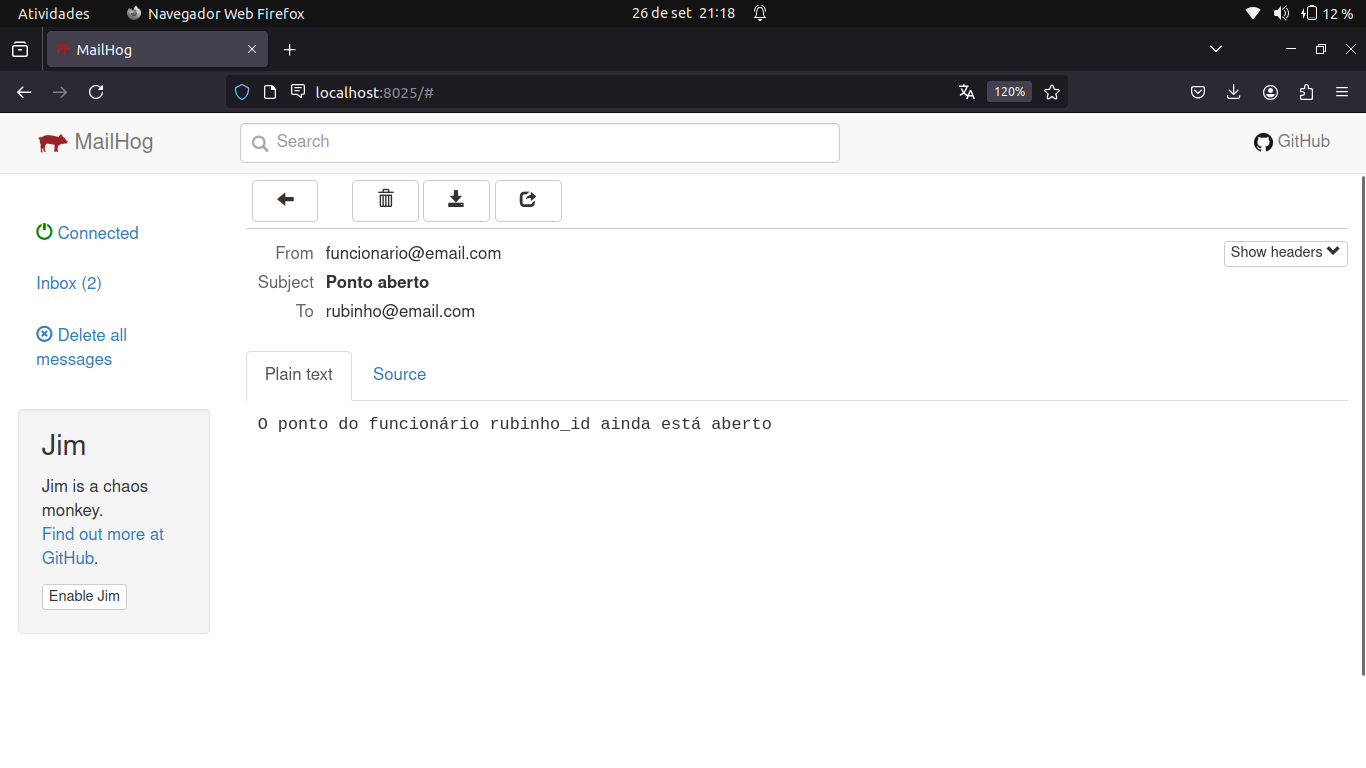 Atividades Navegador Web Firefox 26 de set 21:18 12 %
MailHog
localhost:8025/# 120%
MailHog Search GitHub
Connected
Inbox (2)
Delete all
messages
Jim
Jim is a chaos
monkey.
Find out more at
GitHub.
Enable Jim
From funcionario@email.com Show headers
Subject Ponto aberto
To rubinho@email.com
Plain text Source
O ponto do funcionário rubinho_id ainda está aberto